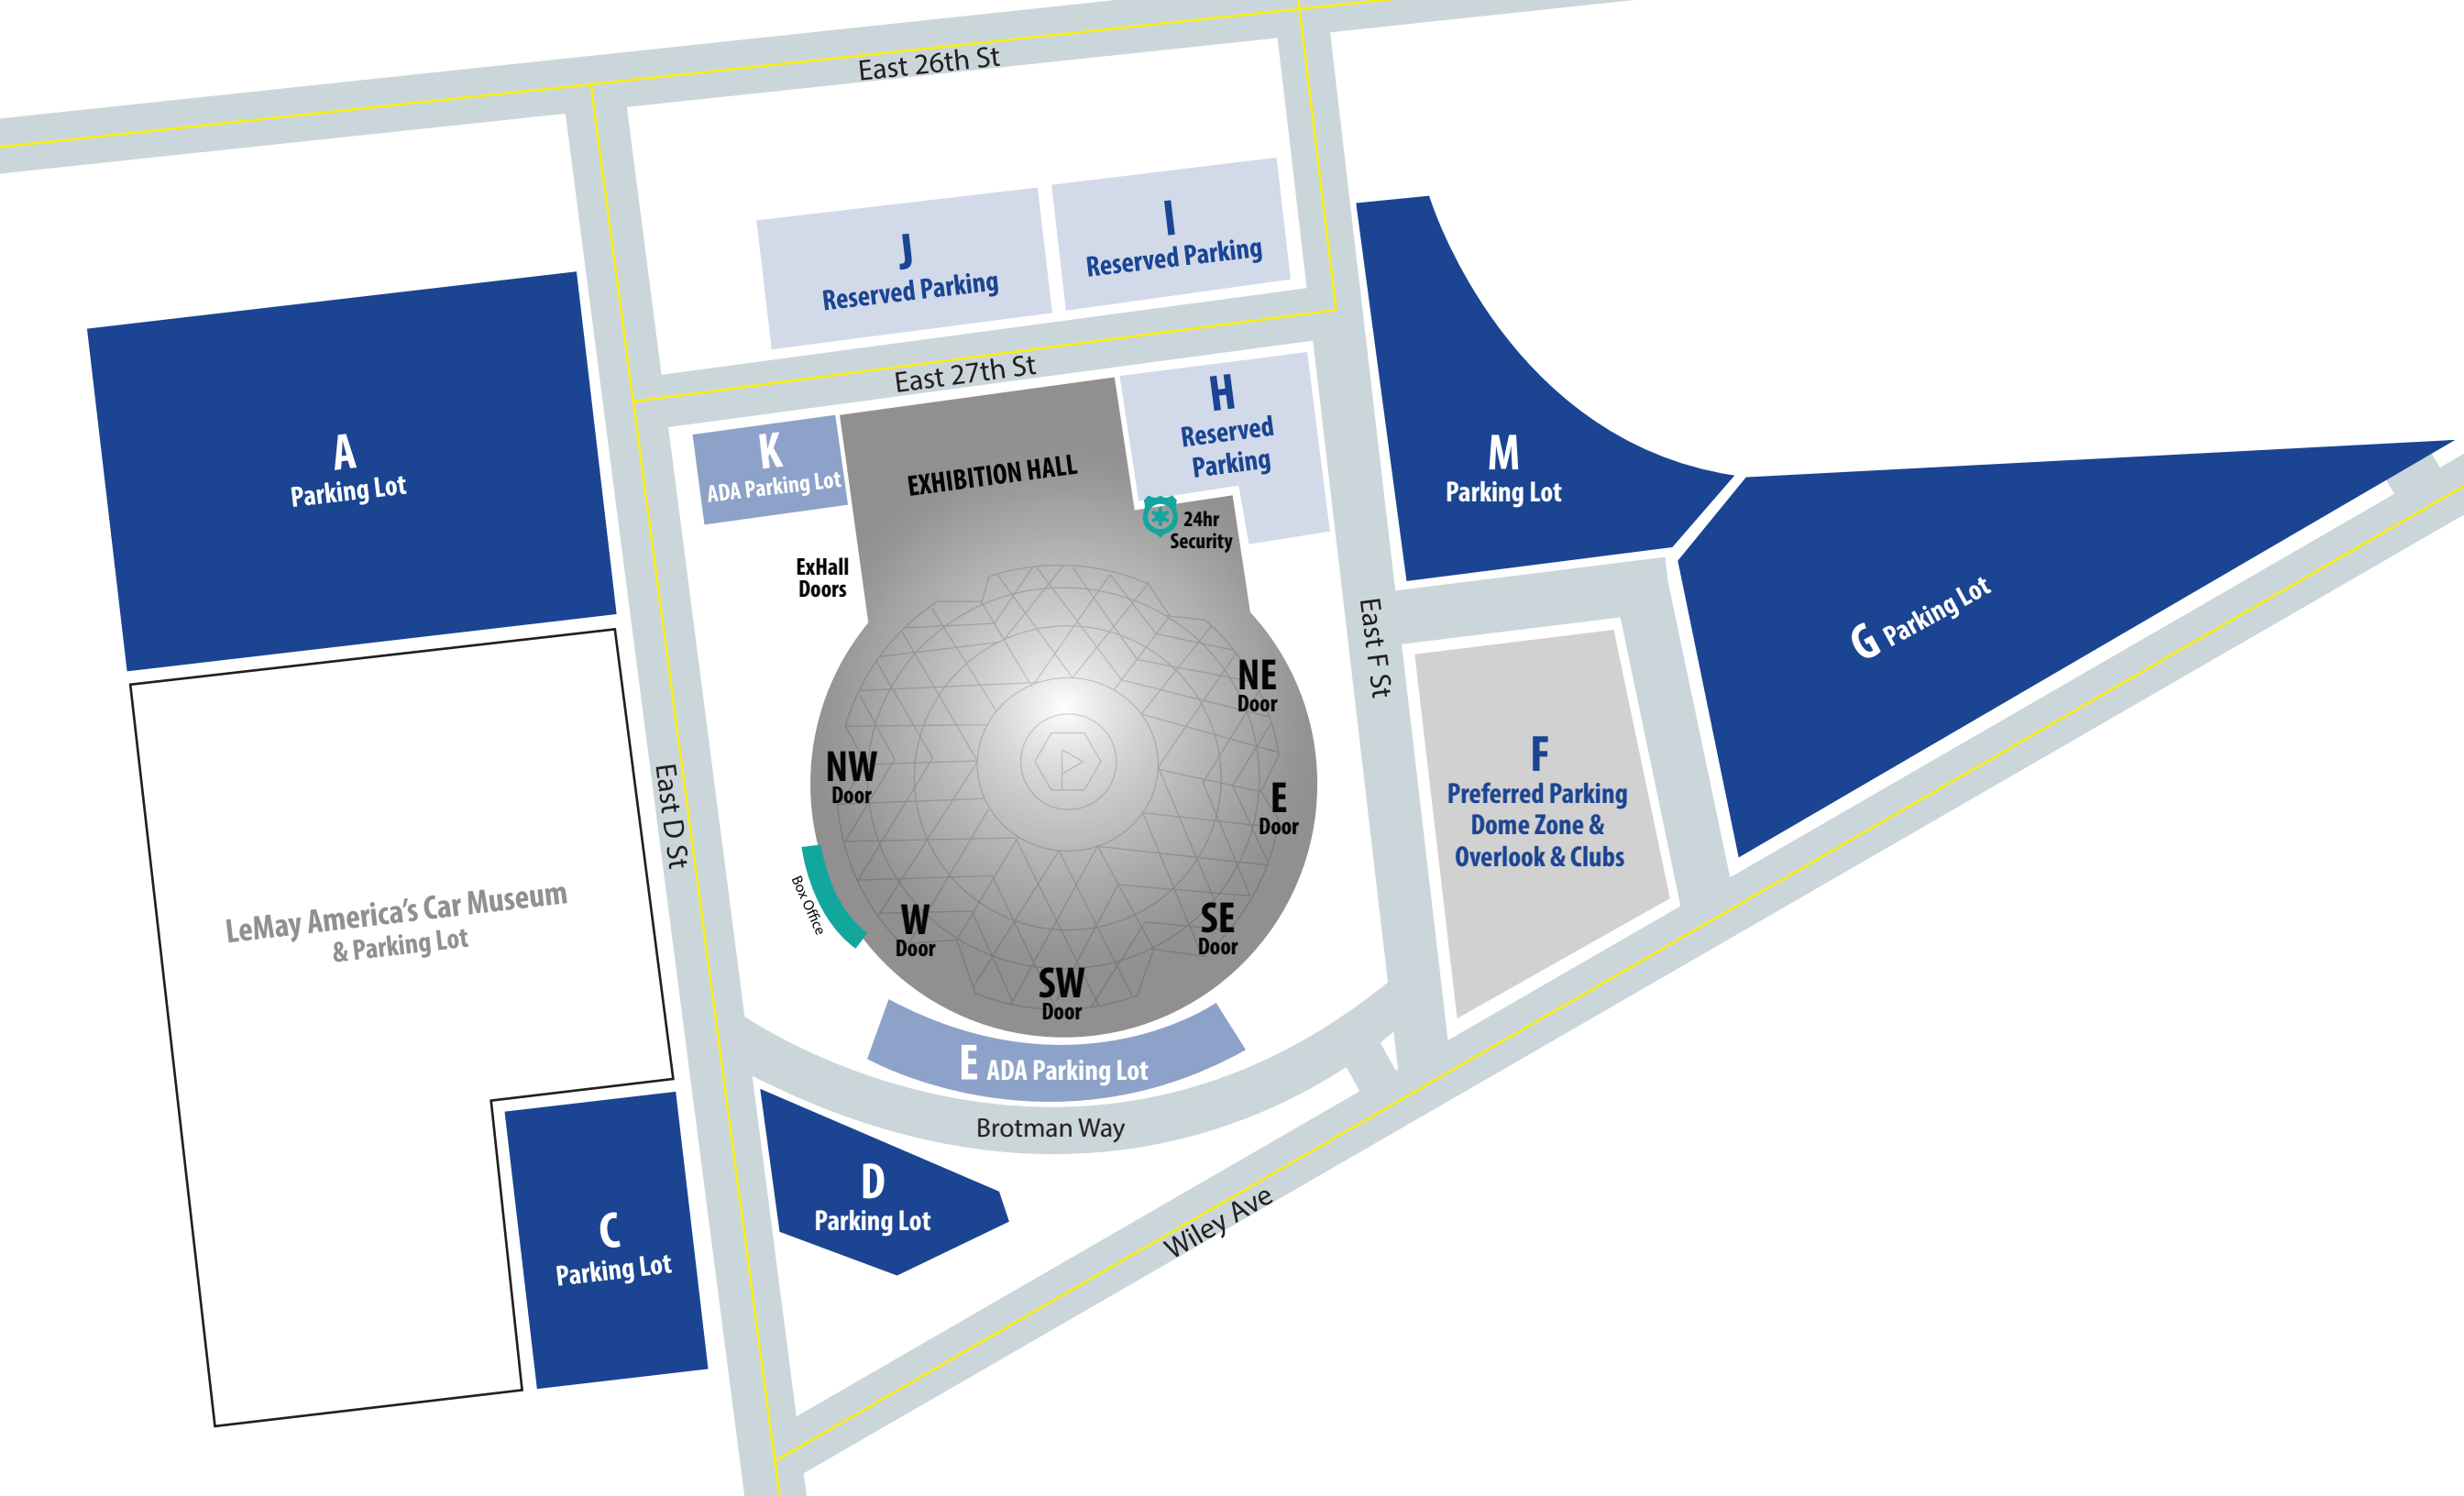 East 26th St
J
Reserved Parking
I
Reserved Parking
East 27th St
A
Parking Lot
K
ADA Parking Lot
EXHIBITION HALL
H
Reserved
Parking
24hr
Security
ExHall
Doors
M
Parking Lot
G Parking Lot
East F St
NE
Door
NW
Door
E
Door
F
Preferred Parking
Dome Zone &
Overlook & Clubs
East D St
Box Office
W
Door
SE
Door
SW
Door
LeMay America's Car Museum
& Parking Lot
E ADA Parking Lot
Brotman Way
D
Parking Lot
C
Parking Lot
Wiley Ave